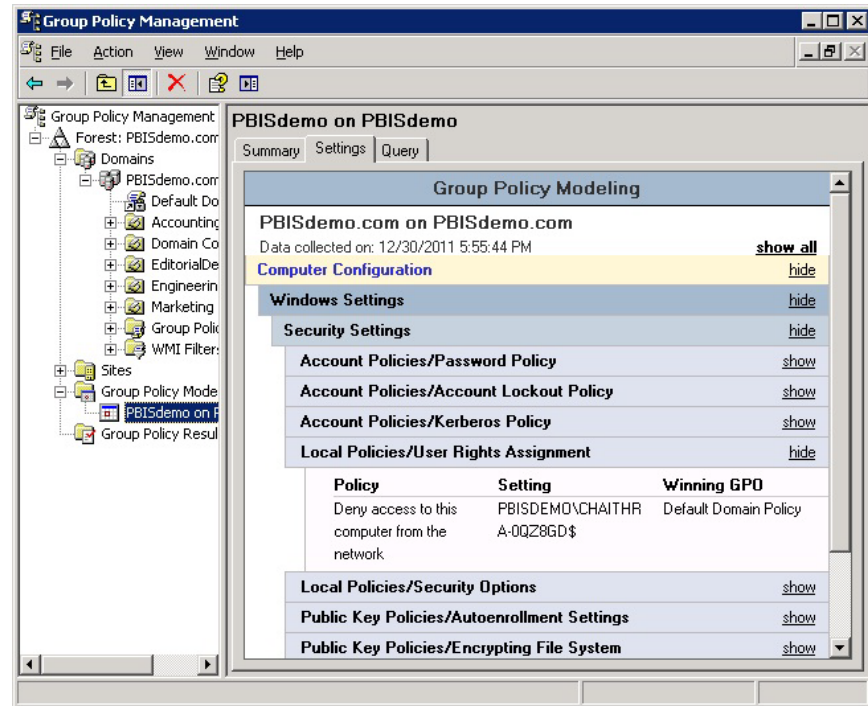 Group Policy Management
File Action View Window Help
Group Policy Management
Forest: PBISdemo.com
Domains
PBISdemo.com
Default Do
Accounting
Domain Co
EditorialDe
Engineerin
Marketing
Group Polic
WMI Filter
Sites
Group Policy Mode
PBISdemo on
Group Policy Resul
PBISdemo on PBISdemo
Summary Settings Query
Group Policy Modeling
PBISdemo.com on PBISdemo.com
Data collected on: 12/30/2011 5:55:44 PM show all
Computer Configuration hide
Windows Settings hide
Security Settings hide
Account Policies/Password Policy show
Account Policies/Account Lockout Policy show
Account Policies/Kerberos Policy show
Local Policies/User Rights Assignment hide
Policy Setting Winning GPO
Deny access to this PBISDEMO\CHAITHR Default Domain Policy
computer from the A-0QZ8GD$
network
Local Policies/Security Options show
Public Key Policies/Autoenrollment Settings show
Public Key Policies/Encrypting File System show